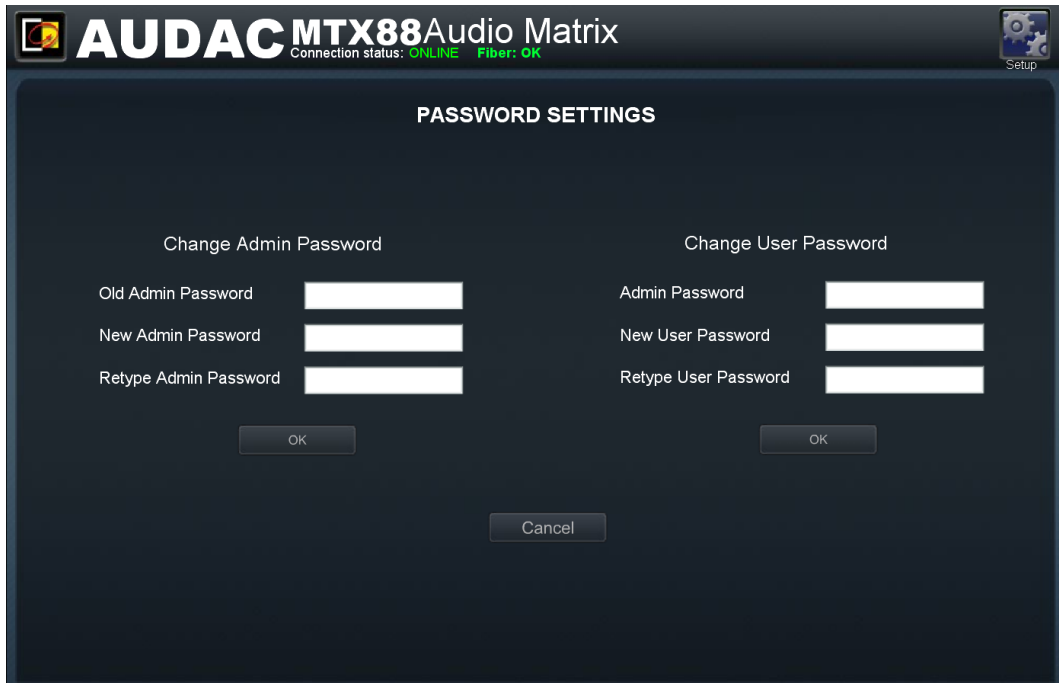 AUDAC MTX88Audio Matrix
Connection status: ONLINE Fiber: OK
Setup
PASSWORD SETTINGS
Change Admin Password
Old Admin Password
New Admin Password
Retype Admin Password
OK
Change User Password
Admin Password
New User Password
Retype User Password
OK
Cancel